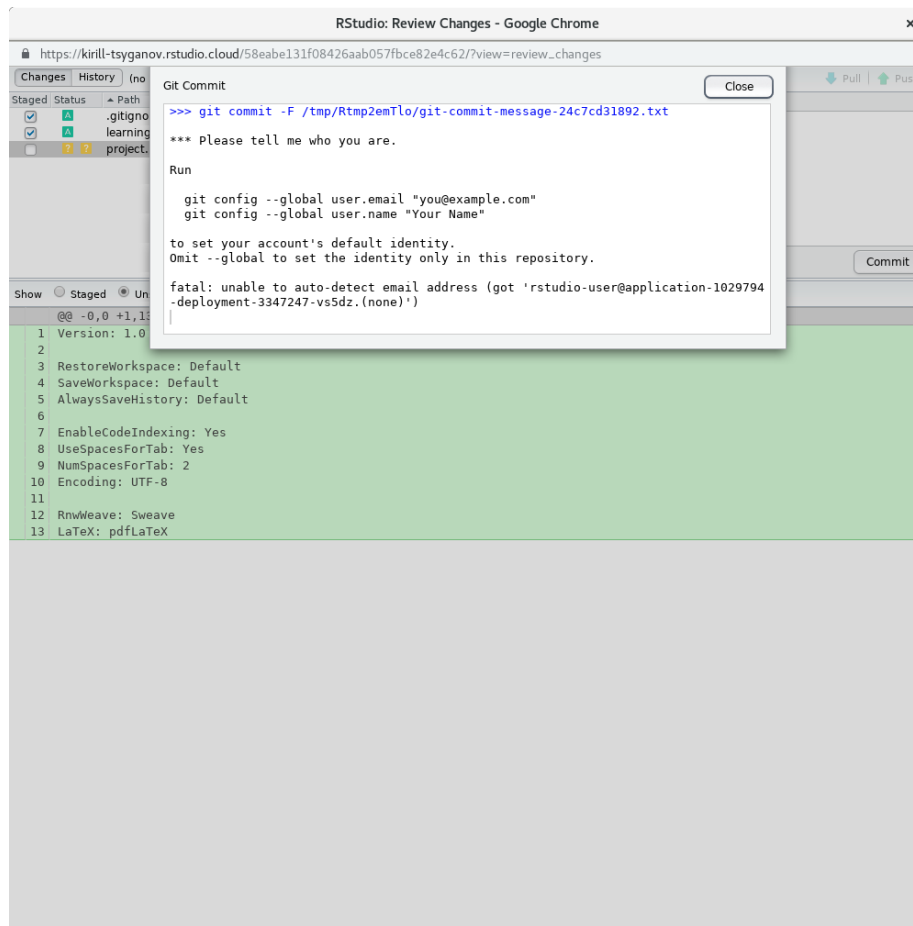 RStudio: Review Changes - Google Chrome
https://kirill-tsyganov.rstudio.cloud/58eabe131f08426aab057fbce82e4c62/?view=review_changes
Changes History (no
Pull Pus
Git Commit
Close
Staged Status Path
>>> git commit -F /tmp/Rtmp2emTlo/git-commit-message-24c7cd31892.txt
A .gitigno
A learning
? ? project.
*** Please tell me who you are.
Run
git config --global user.email "you@example.com"
git config --global user.name "Your Name"
to set your account's default identity.
Omit --global to set the identity only in this repository.
fatal: unable to auto-detect email address (got 'rstudio-user@application-1029794
-deployment-3347247-vs5dz.(none)')
Commit
Show Staged Un
@@ -0,0 +1,13
1 Version: 1.0
2
3 RestoreWorkspace: Default
4 SaveWorkspace: Default
5 AlwaysSaveHistory: Default
6
7 EnableCodeIndexing: Yes
8 UseSpacesForTab: Yes
9 NumSpacesForTab: 2
10 Encoding: UTF-8
11
12 RnwWeave: Sweave
13 LaTeX: pdfLaTeX